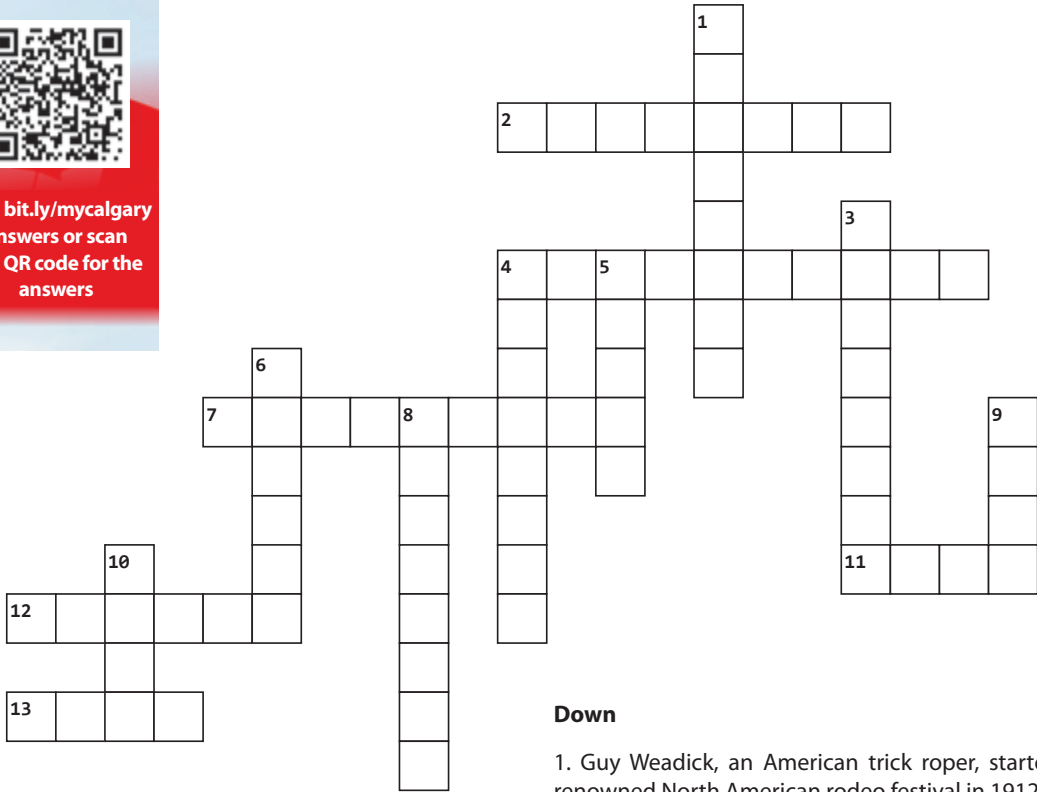 bit.ly/mycalgary
nswers or scan
QR code for the
answers
1
2
3
4 5
6
7 8 9
10 11
12
13
Down
1. Guy Weadick, an American trick roper, starte
renowned North American rodeo festival in 1912